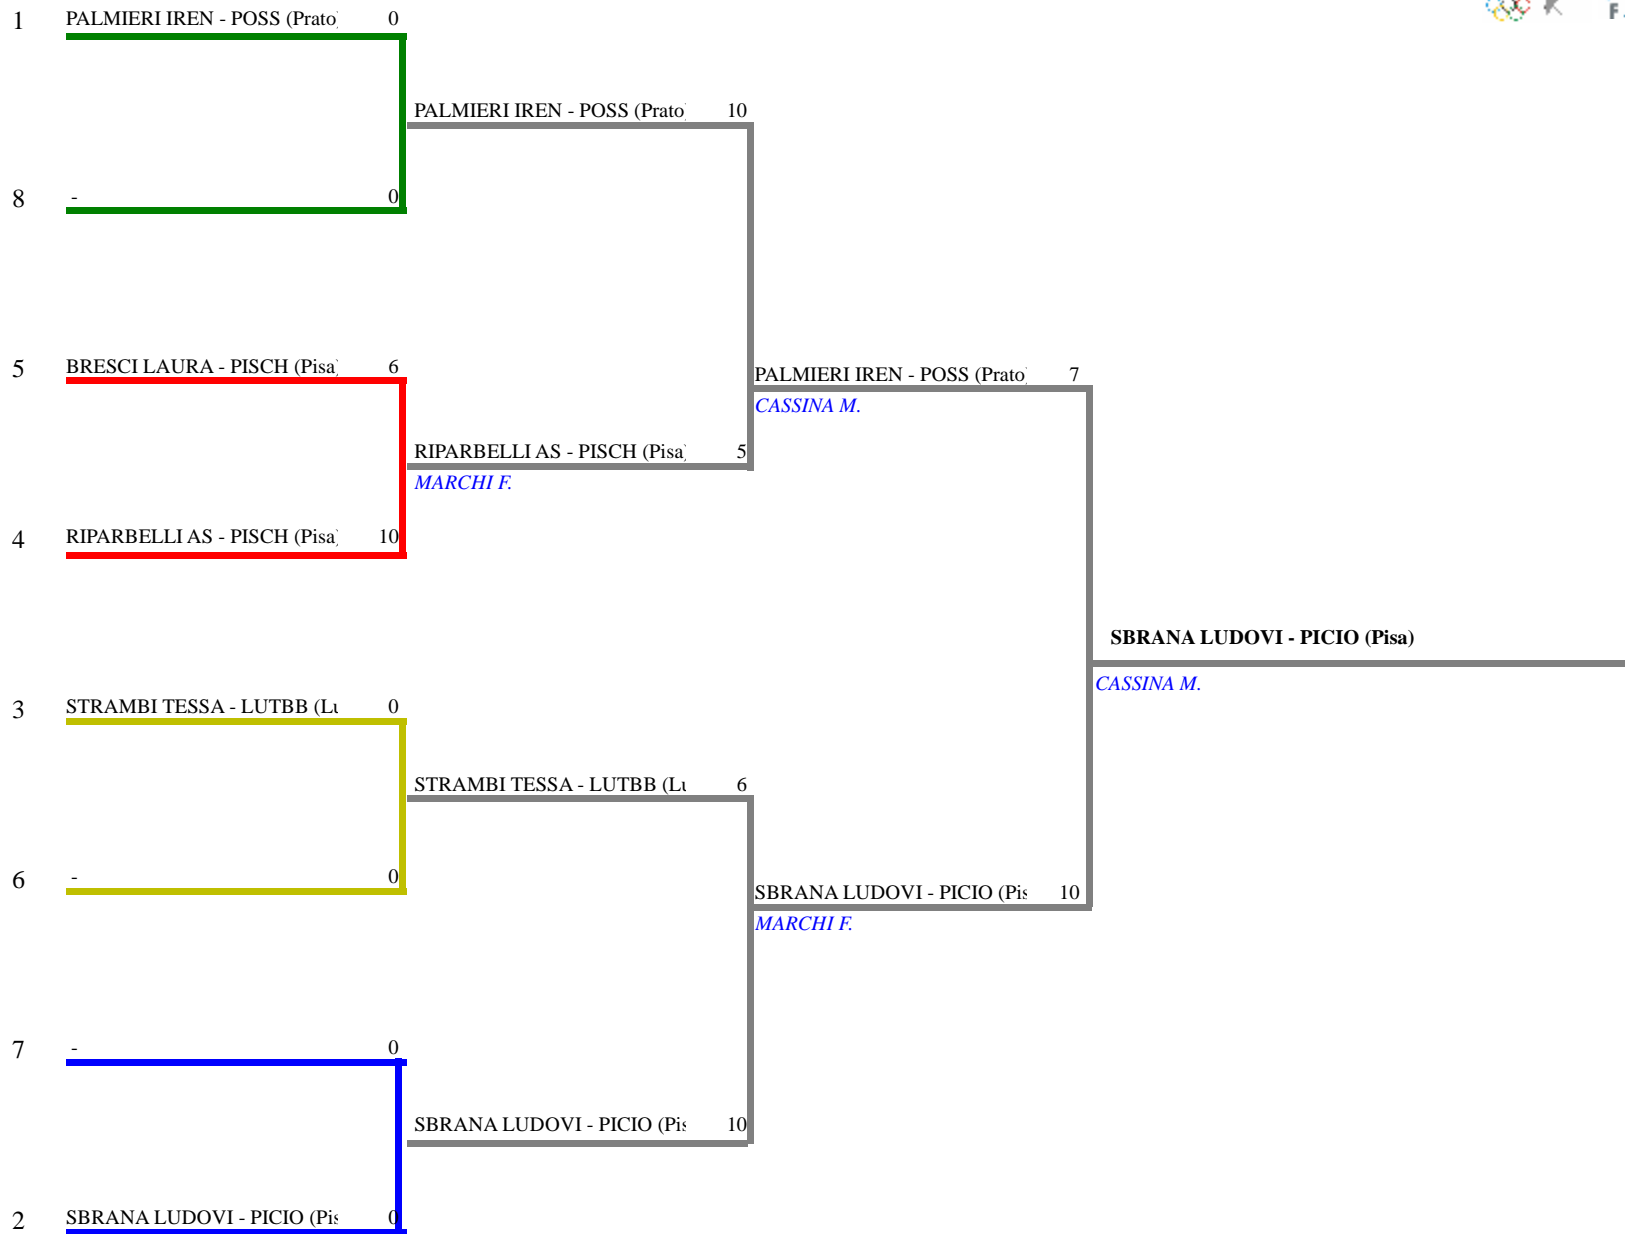 1 PALMIERI IREN - POSS (Prato) 0
PALMIERI IREN - POSS (Prato) 10
8 - 0
5 BRESCI LAURA - PISCH (Pisa) 6
PALMIERI IREN - POSS (Prato) 7
CASSINA M.
RIPARBELLI AS - PISCH (Pisa) 5
MARCHI F.
4 RIPARBELLI AS - PISCH (Pisa) 10
SBRANA LUDOVI - PICIO (Pisa)
CASSINA M.
3 STRAMBI TESSA - LUTBB (Lu 0
STRAMBI TESSA - LUTBB (Lu 6
6 - 0
SBRANA LUDOVI - PICIO (Pis 10
MARCHI F.
7 - 0
SBRANA LUDOVI - PICIO (Pis 10
2 SBRANA LUDOVI - PICIO (Pis 0